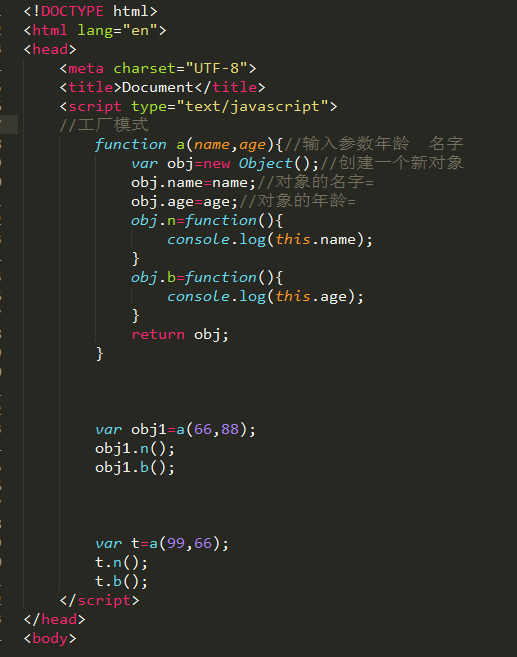 <!DOCTYPE html>
<html lang="en">
<head>
<meta charset="UTF-8">
<title>Document</title>
<script type="text/javascript">
//工厂模式
function a(name,age){//输入参数年龄 名字
var obj=new Object();//创建一个新对象
obj.name=name;//对象的名字=
obj.age=age;//对象的年龄=
obj.n=function(){
console.log(this.name);
}
obj.b=function(){
console.log(this.age);
}
return obj;
}
var obj1=a(66,88);
obj1.n();
obj1.b();
var t=a(99,66);
t.n();
t.b();
</script>
</head>
<body>